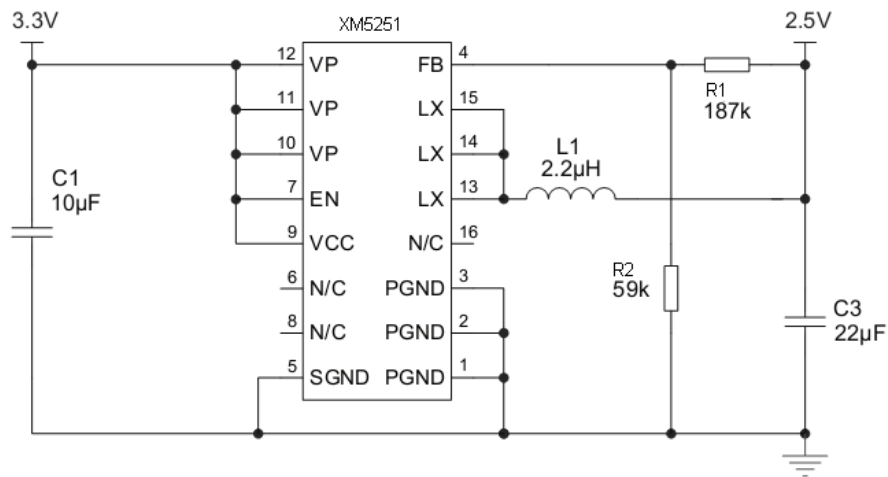 3.3V
XM5251
2.5V
12 VP FB 4
R1
187k
11 VP LX 15
10 VP LX 14
L1
2.2µH
C1
10µF
7 EN LX 13
9 VCC N/C 16
6 N/C PGND 3
R2
59k
8 N/C PGND 2
C3
22µF
5 SGND PGND 1